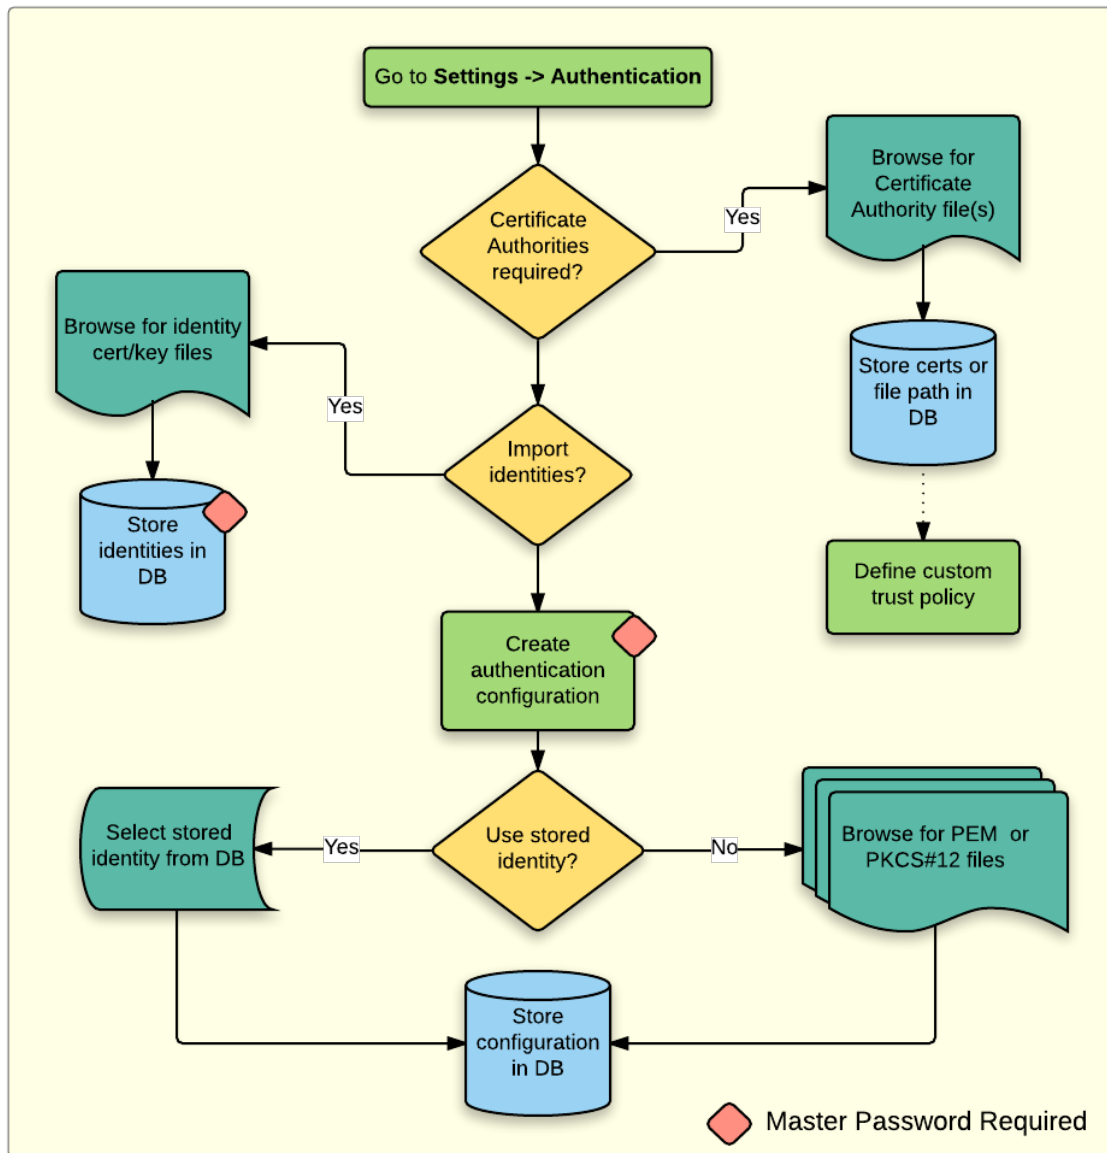 Go to Settings -> Authentication
Certificate
Authorities
required?
Yes
Browse for
Certificate
Authority file(s)
Store certs or
file path in
DB
Define custom
trust policy
Import
identities?
Yes
Browse for identity
cert/key files
Store
identities in
DB
Create
authentication
configuration
Use stored
identity?
Yes
Select stored
identity from DB
No
Browse for PEM or
PKCS#12 files
Store
configuration
in DB
Master Password Required